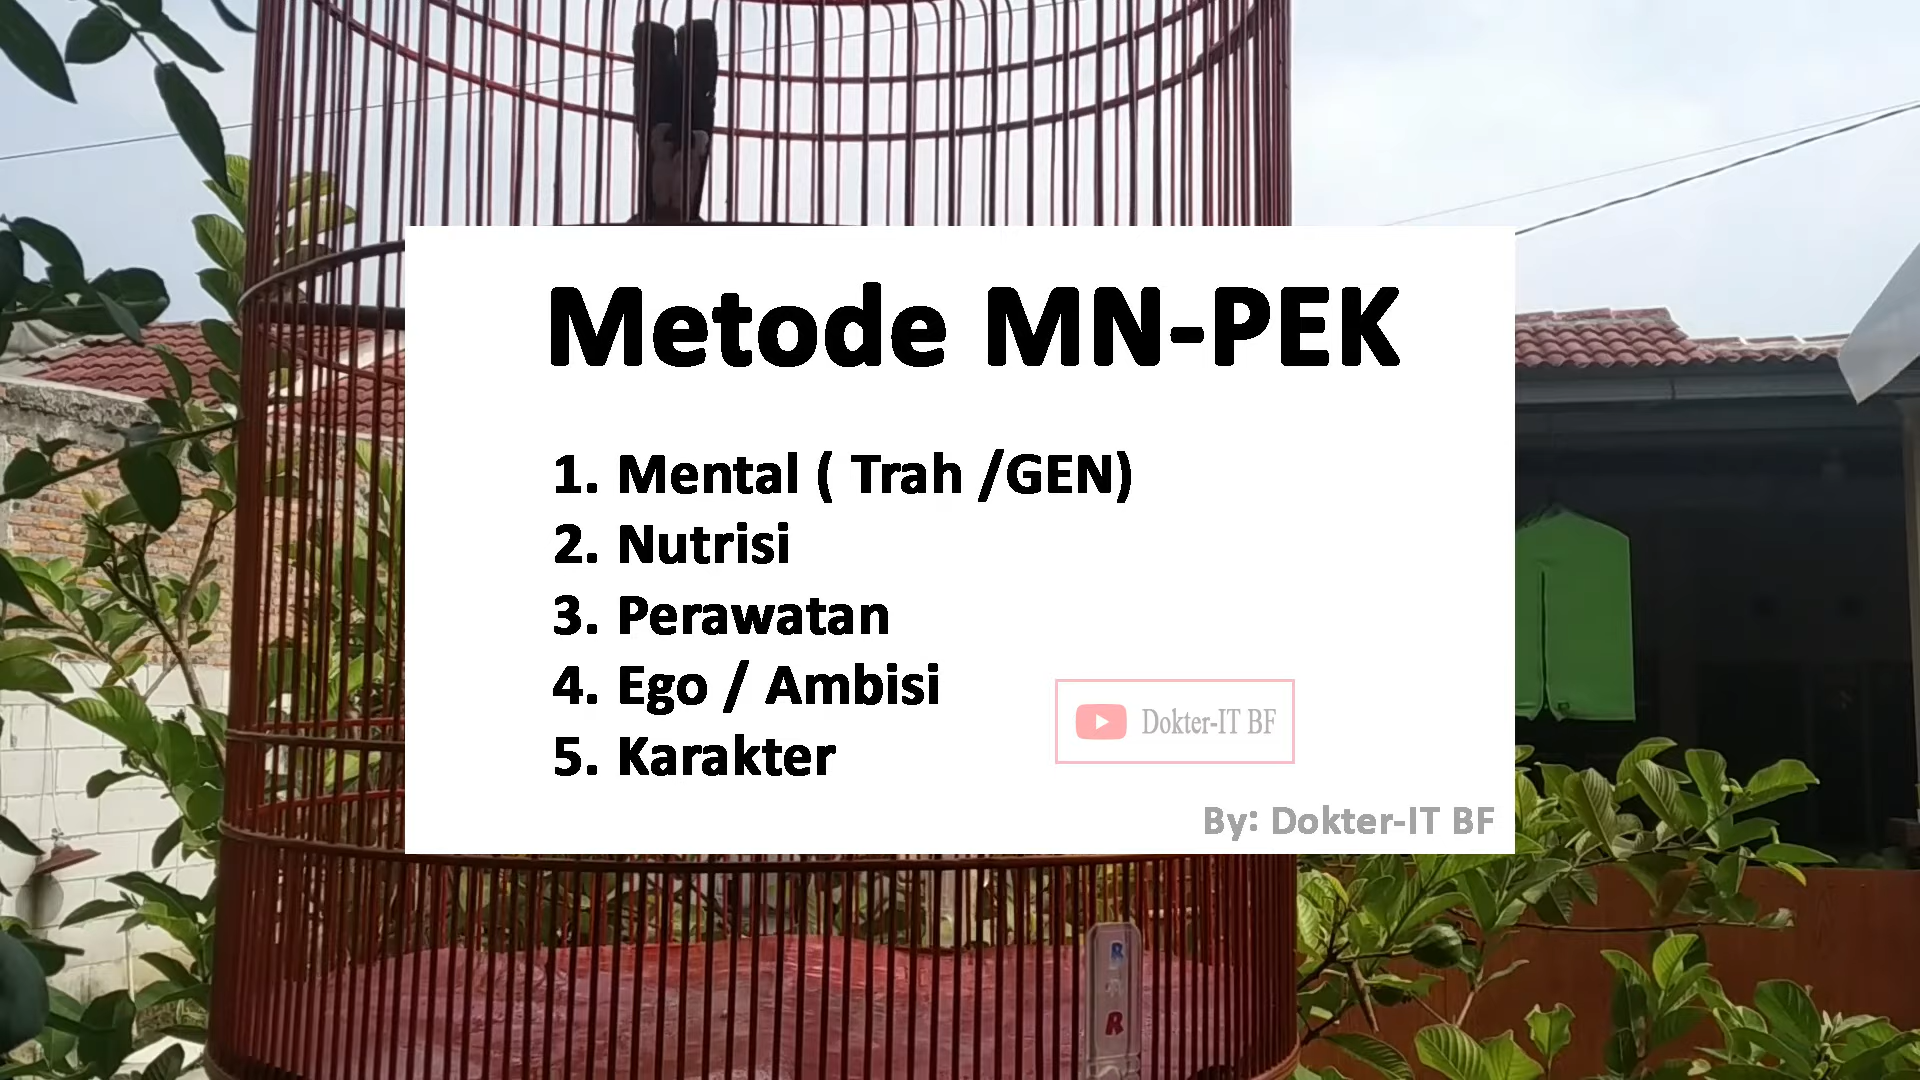 Metode MN-PEK
1. Mental ( Trah /GEN)
2. Nutrisi
3. Perawatan
4. Ego / Ambisi
5. Karakter
Dokter-IT BF
By: Dokter-IT BF
R
R